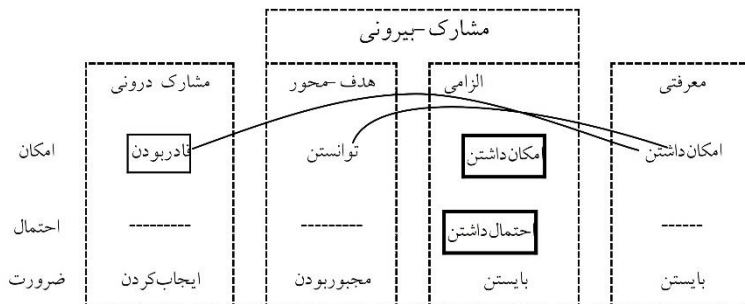 مشارک-بیرونی
معرفتی الزامی هدف-محور مشارک درونی
امکان‌داشتن امکان‌داشتن توانستن قادربودن امکان
------ احتمال‌داشتن --------- --------- احتمال
بایستن بایستن مجبوربودن ایجاب‌کردن ضرورت